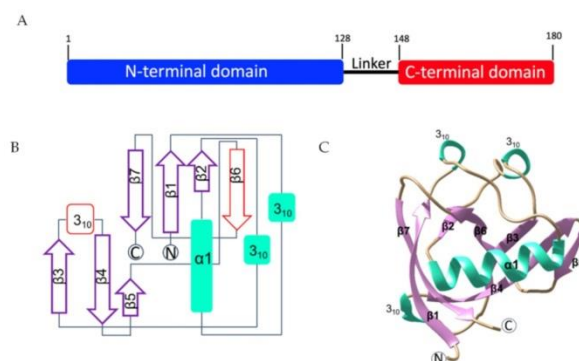 A
1
128
148
180
N-terminal domain
Linker
C-terminal domain
B
β7
β1
β2
β6
3₁₀
3₁₀
3₁₀
β3
β4
β5
α1
C
N
C
3₁₀
3₁₀
β7
β2
β6
β3
α1
β4
3₁₀
β1
C
N